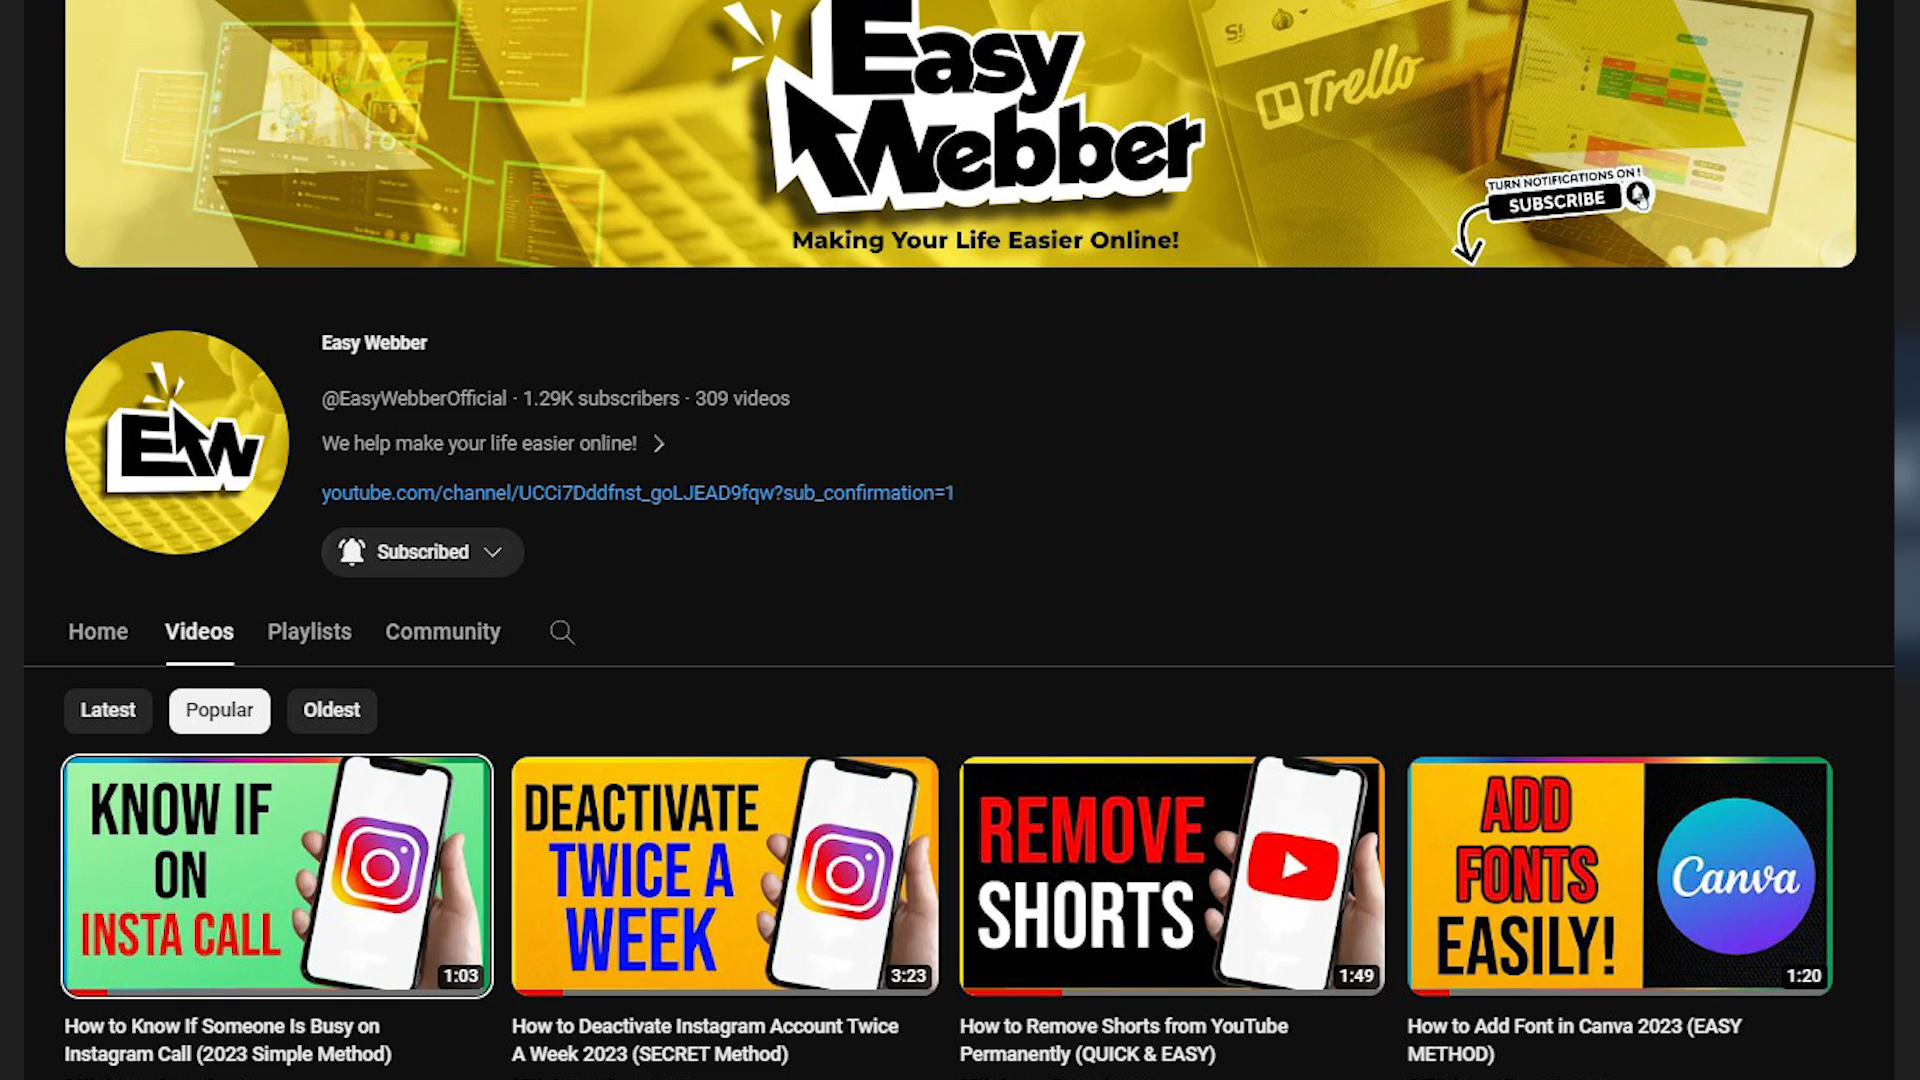 Easy
Webber
Making Your Life Easier Online!
S!
Trello
TURN NOTIFICATIONS ON!
SUBSCRIBE
EW
Easy Webber
@EasyWebberOfficial · 1.29K subscribers · 309 videos
We help make your life easier online!
youtube.com/channel/UCCi7Dddfnst_goLJEAD9fqw?sub_confirmation=1
Subscribed
Home Videos Playlists Community
Latest Popular Oldest
KNOW IF
ON
INSTA CALL
1:03
DEACTIVATE
TWICE A
WEEK
3:23
REMOVE
SHORTS
1:49
ADD
FONTS
EASILY!
Canva
1:20
How to Know If Someone Is Busy on
Instagram Call (2023 Simple Method)
How to Deactivate Instagram Account Twice
A Week 2023 (SECRET Method)
How to Remove Shorts from YouTube
Permanently (QUICK & EASY)
How to Add Font in Canva 2023 (EASY
METHOD)